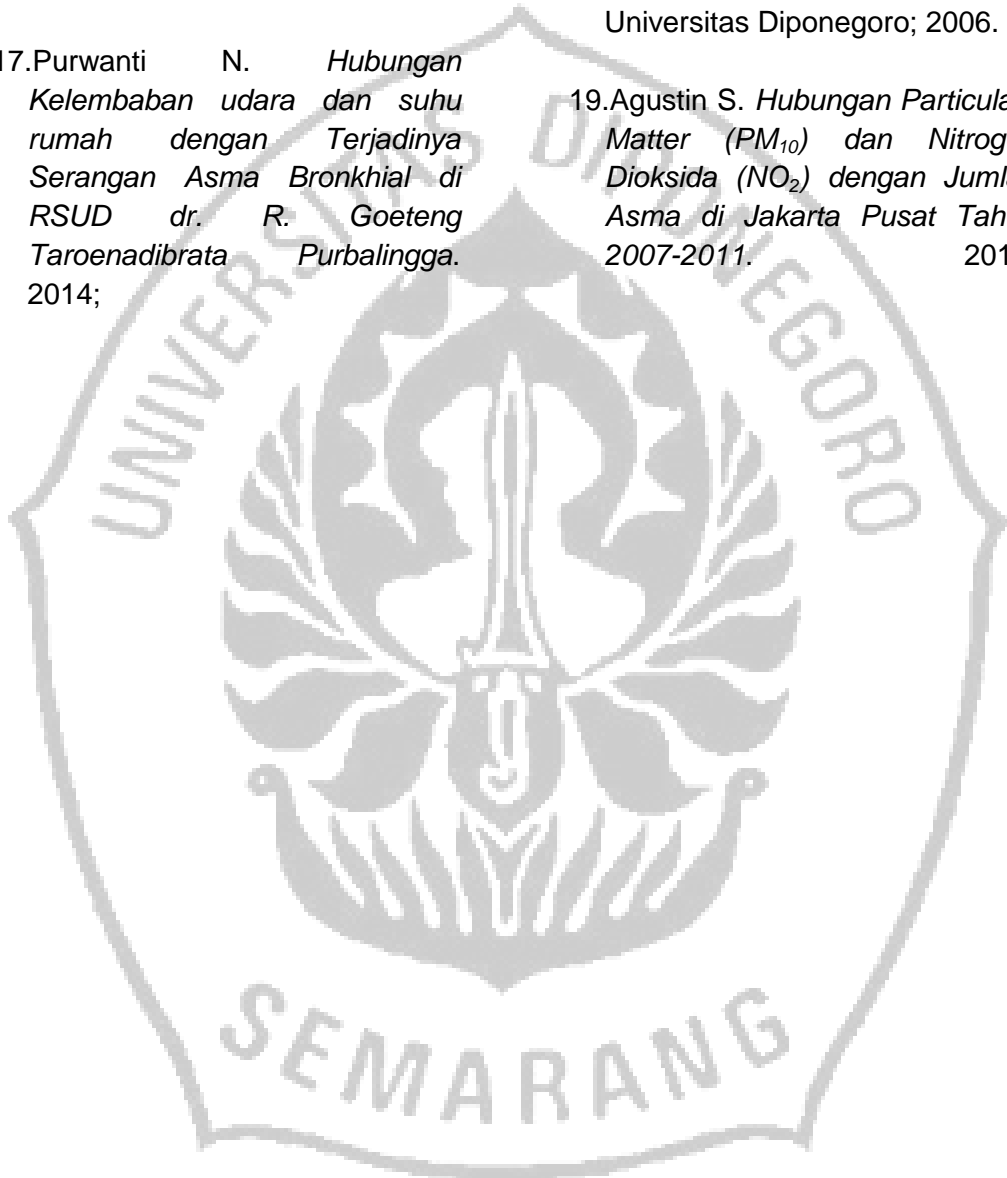 17.Purwanti N. Hubungan
Kelembaban udara dan suhu
rumah dengan Terjadinya
Serangan Asma Bronkhial di
RSUD dr. R. Goeteng
Taroenadibrata Purbalingga.
2014;
Universitas Diponegoro; 2006.
19.Agustin S. Hubungan Particula
Matter (PM₁₀) dan Nitrog
Dioksida (NO₂) dengan Jumla
Asma di Jakarta Pusat Tah
2007-2011. 201
UNIVERSITAS DIPONEGORO
SEMARANG